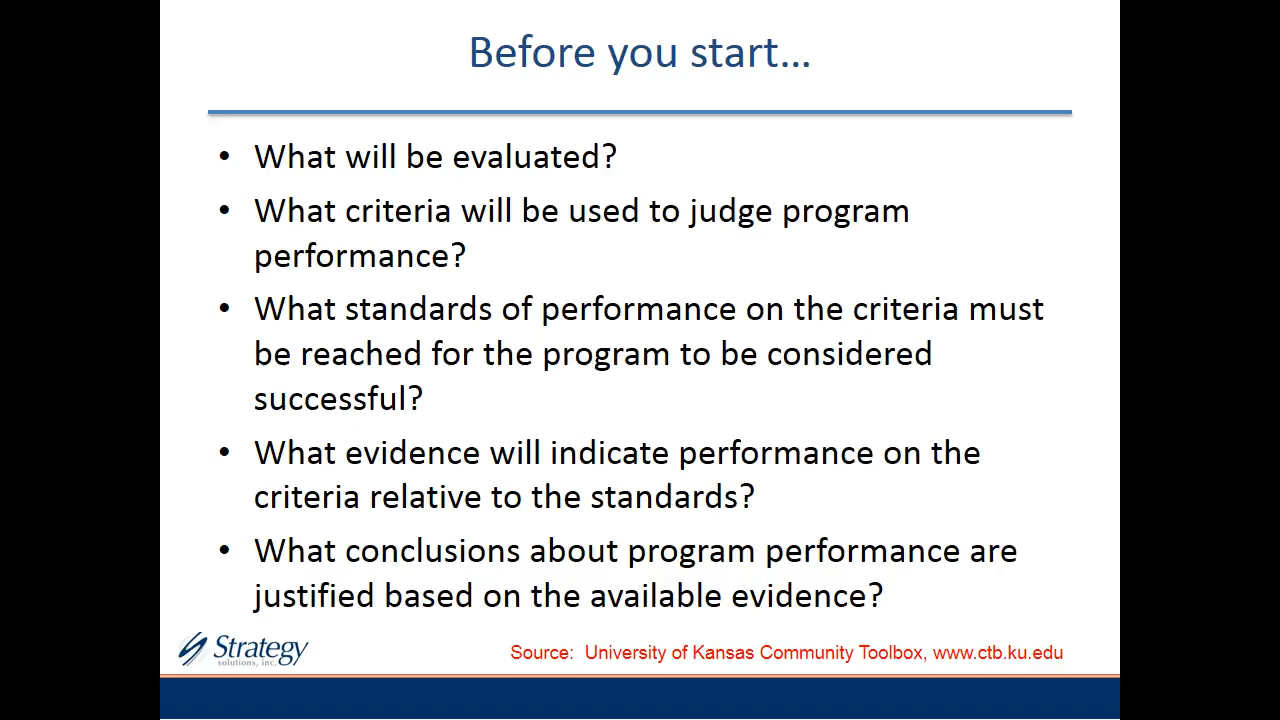 Before you start…
• What will be evaluated?
• What criteria will be used to judge program
performance?
• What standards of performance on the criteria must
be reached for the program to be considered
successful?
• What evidence will indicate performance on the
criteria relative to the standards?
• What conclusions about program performance are
justified based on the available evidence?
Strategy
solutions, inc.
Source:  University of Kansas Community Toolbox, www.ctb.ku.edu